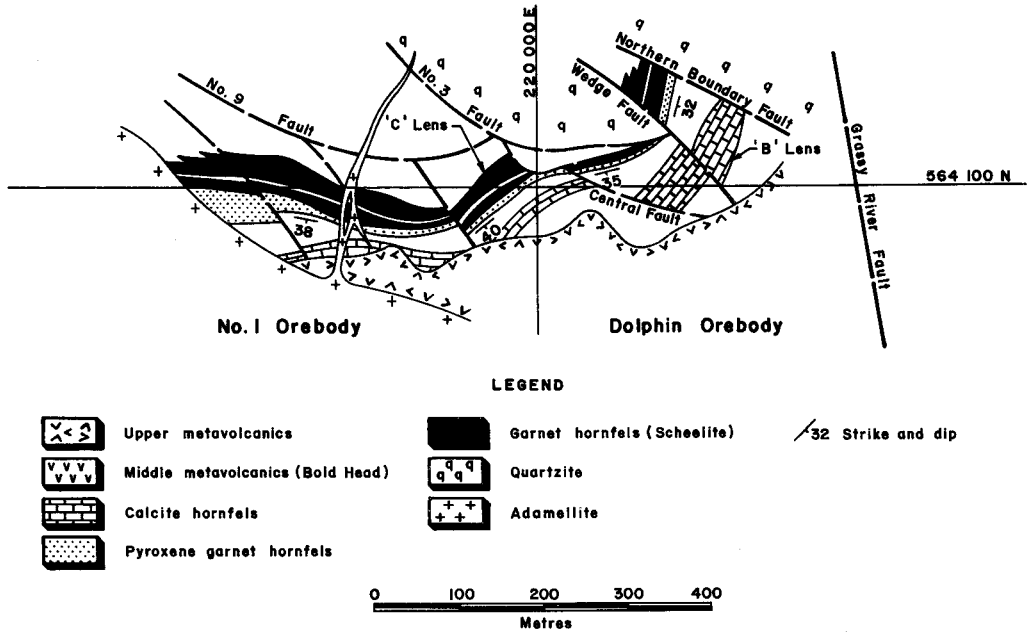 220 000 E
No. 9 Fault
No. 3 Fault
'C' Lens
Wedge Fault
Northern Boundary Fault
'B' Lens
Central Fault
Grassy River Fault
564 100 N
38
40
35
32
No. 1 Orebody
Dolphin Orebody
LEGEND
Upper metavolcanics
Middle metavolcanics (Bold Head)
Calcite hornfels
Pyroxene garnet hornfels
Garnet hornfels (Scheelite)
Quartzite
Adamellite
32 Strike and dip
0 100 200 300 400
Metres